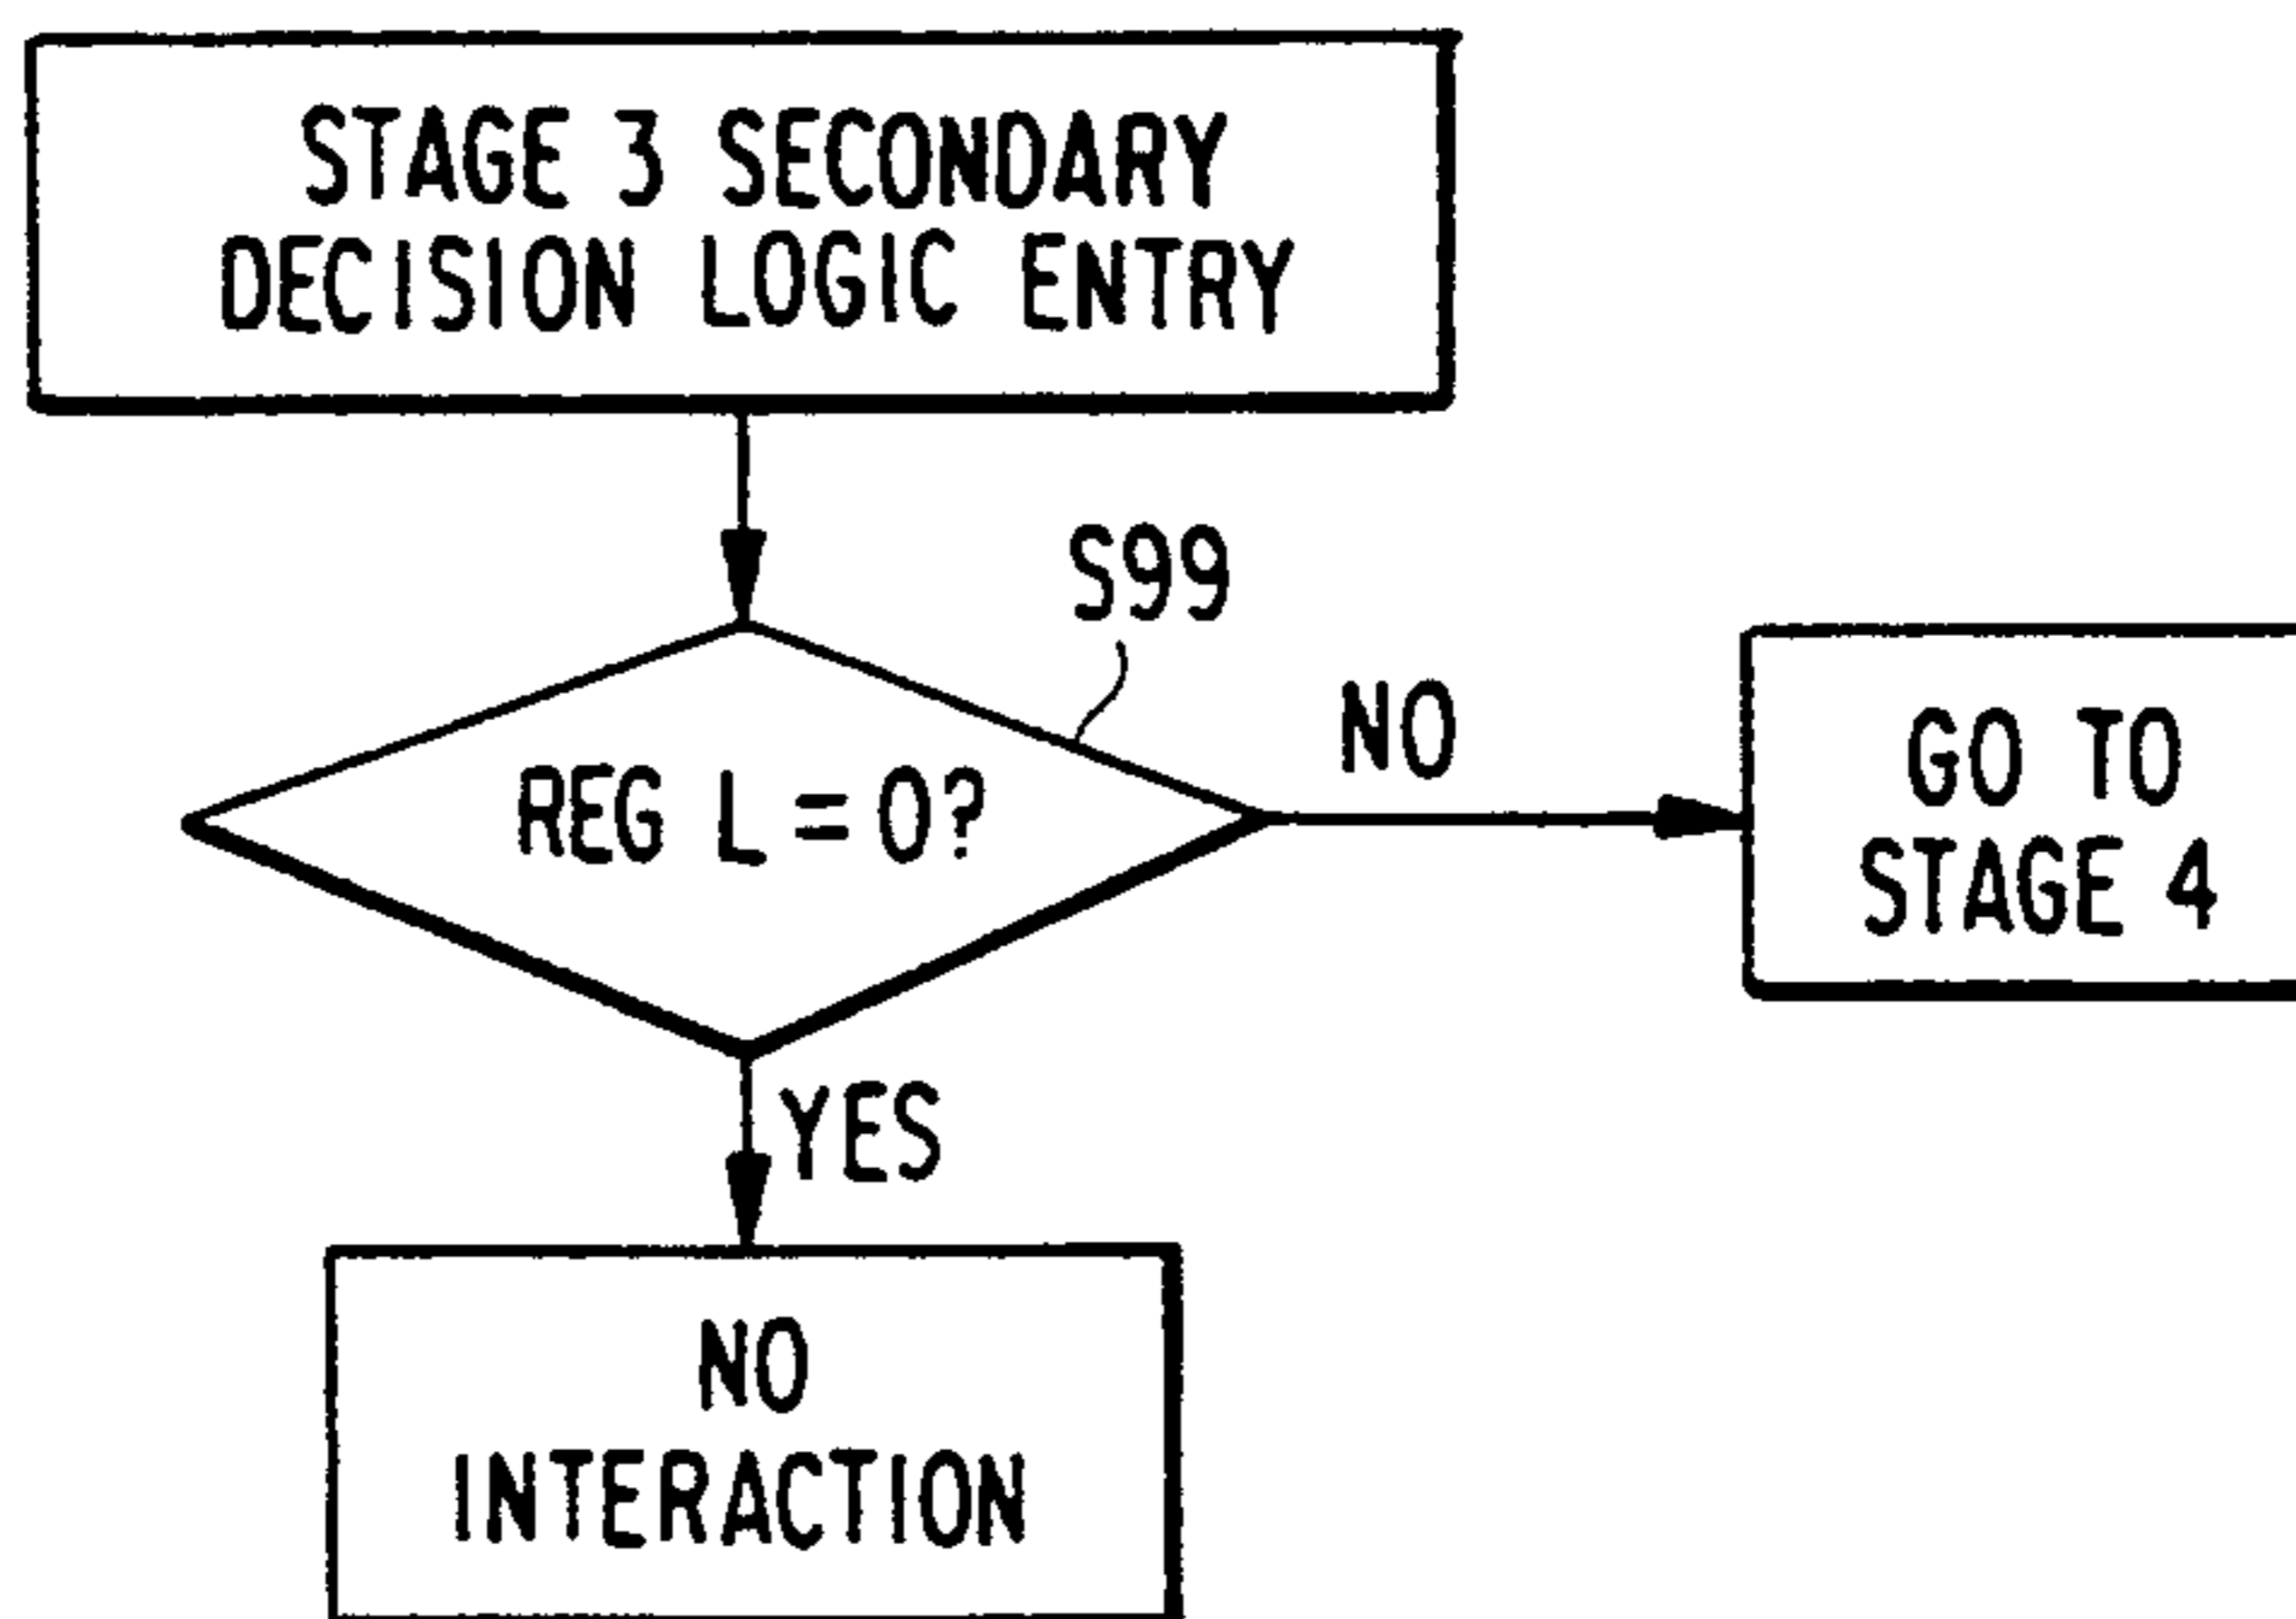 STAGE 3 SECONDARY
DECISION LOGIC ENTRY
S99
REG L = 0?
NO
GO TO
STAGE 4
YES
NO
INTERACTION